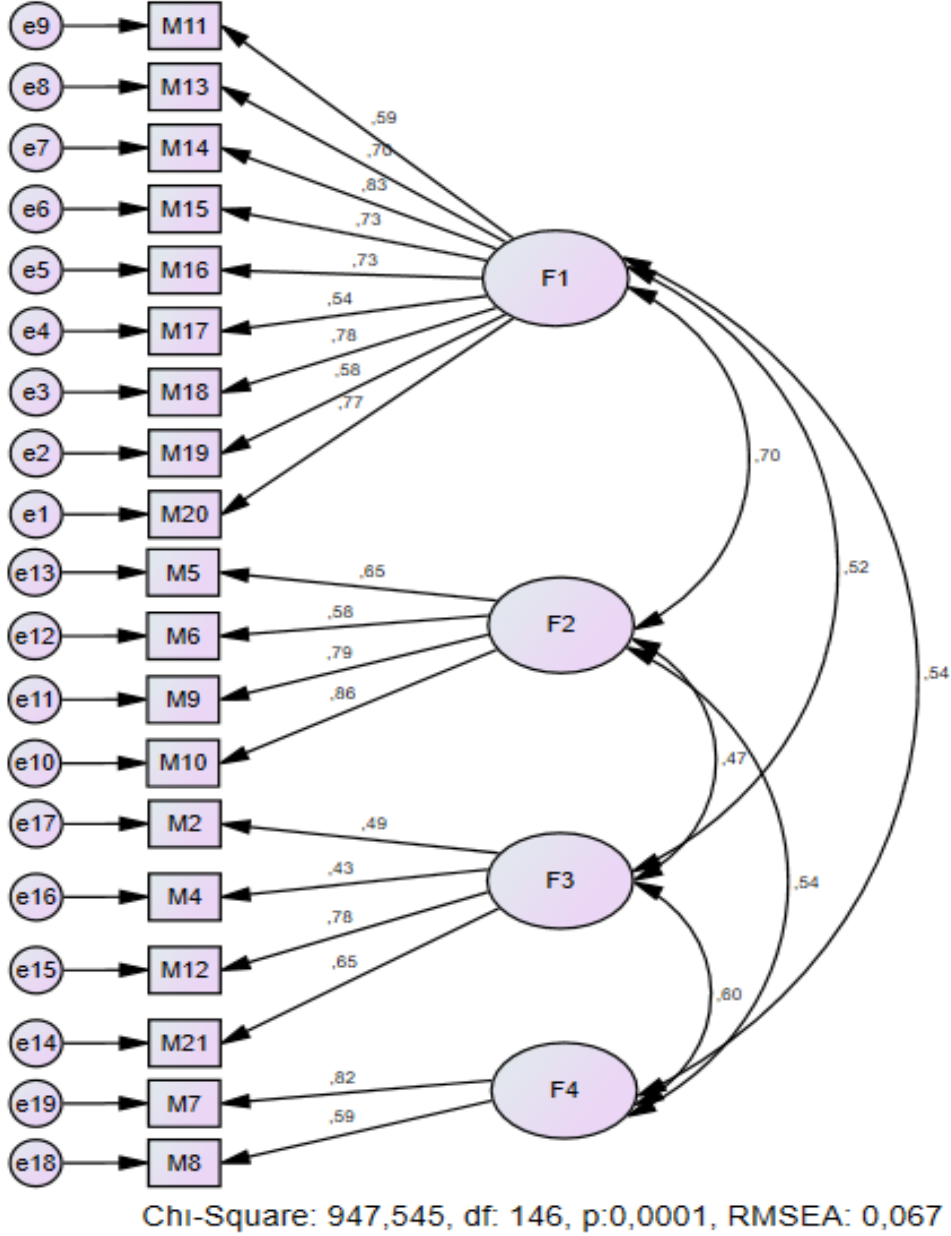 e9 M11
,59
e8 M13
,70
e7 M14
,83
e6 M15
,73
e5 M16
,73
F1
e4 M17
,54
e3 M18
,78
e2 M19
,58
e1 M20
,77
,70
e13 M5
,65
,52
e12 M6
,58
F2
e11 M9
,79
,54
e10 M10
,86
,47
e17 M2
,49
e16 M4
,43
F3
,54
e15 M12
,78
,60
e14 M21
,65
e19 M7
,82
F4
e18 M8
,59
Chı-Square: 947,545, df: 146, p:0,0001, RMSEA: 0,067